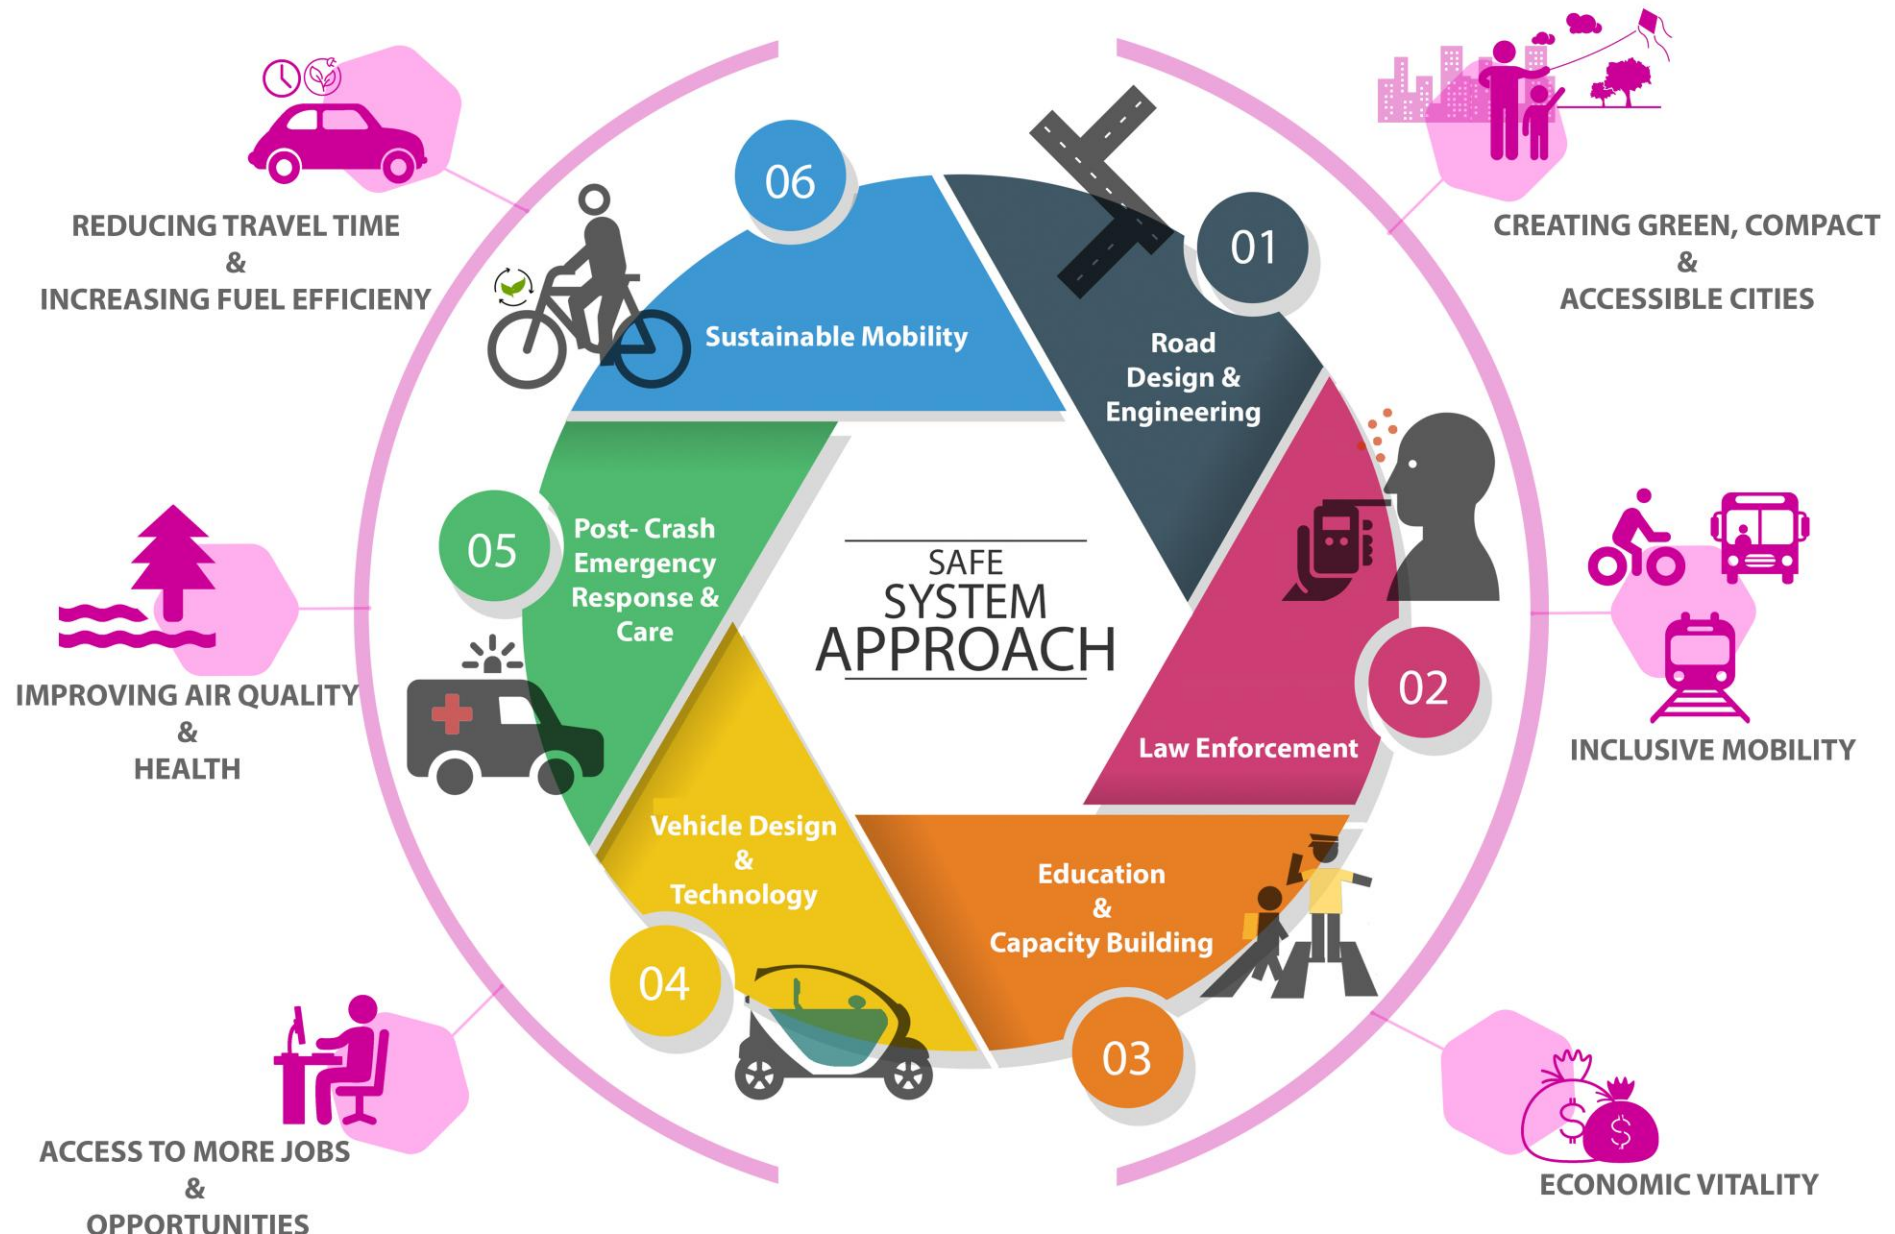 REDUCING TRAVEL TIME
&
INCREASING FUEL EFFICIENY
CREATING GREEN, COMPACT
&
ACCESSIBLE CITIES
06
Sustainable Mobility
01
Road
Design &
Engineering
05
Post- Crash
Emergency
Response &
Care
SAFE
SYSTEM
APPROACH
02
Law Enforcement
IMPROVING AIR QUALITY
&
HEALTH
INCLUSIVE MOBILITY
Vehicle Design
&
Technology
04
Education
&
Capacity Building
03
ACCESS TO MORE JOBS
&
OPPORTUNITIES
$ $
ECONOMIC VITALITY